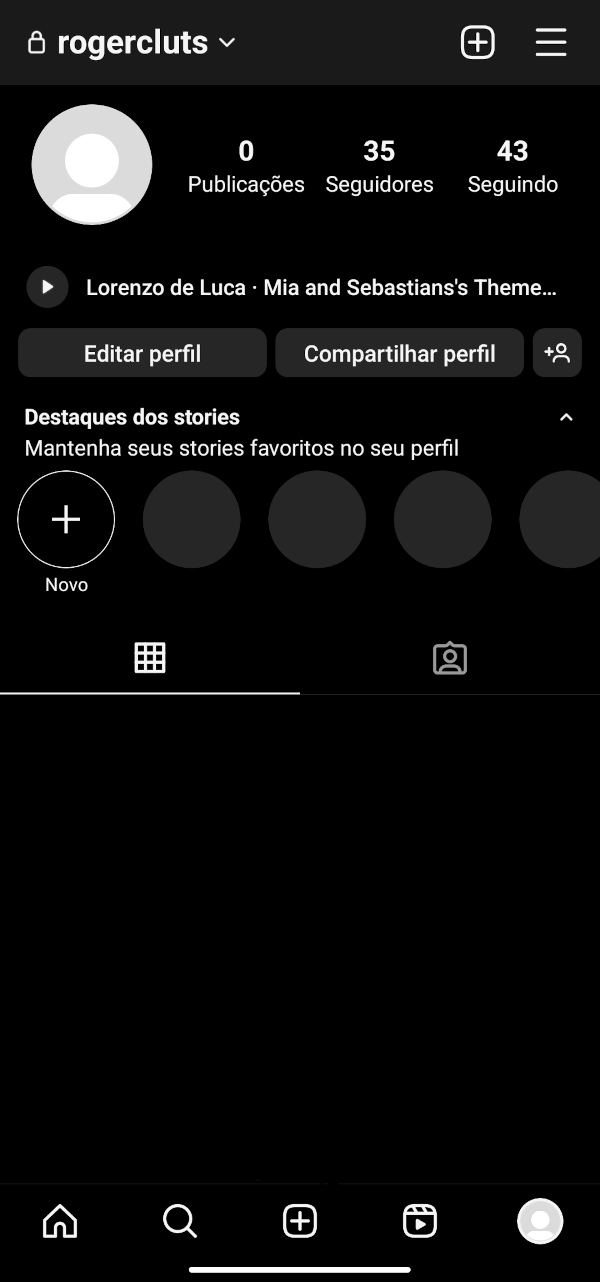 rogercluts
0 35 43
Publicações Seguidores Seguindo
Lorenzo de Luca · Mia and Sebastians's Theme...
Editar perfil Compartilhar perfil
Destaques dos stories
Mantenha seus stories favoritos no seu perfil
Novo